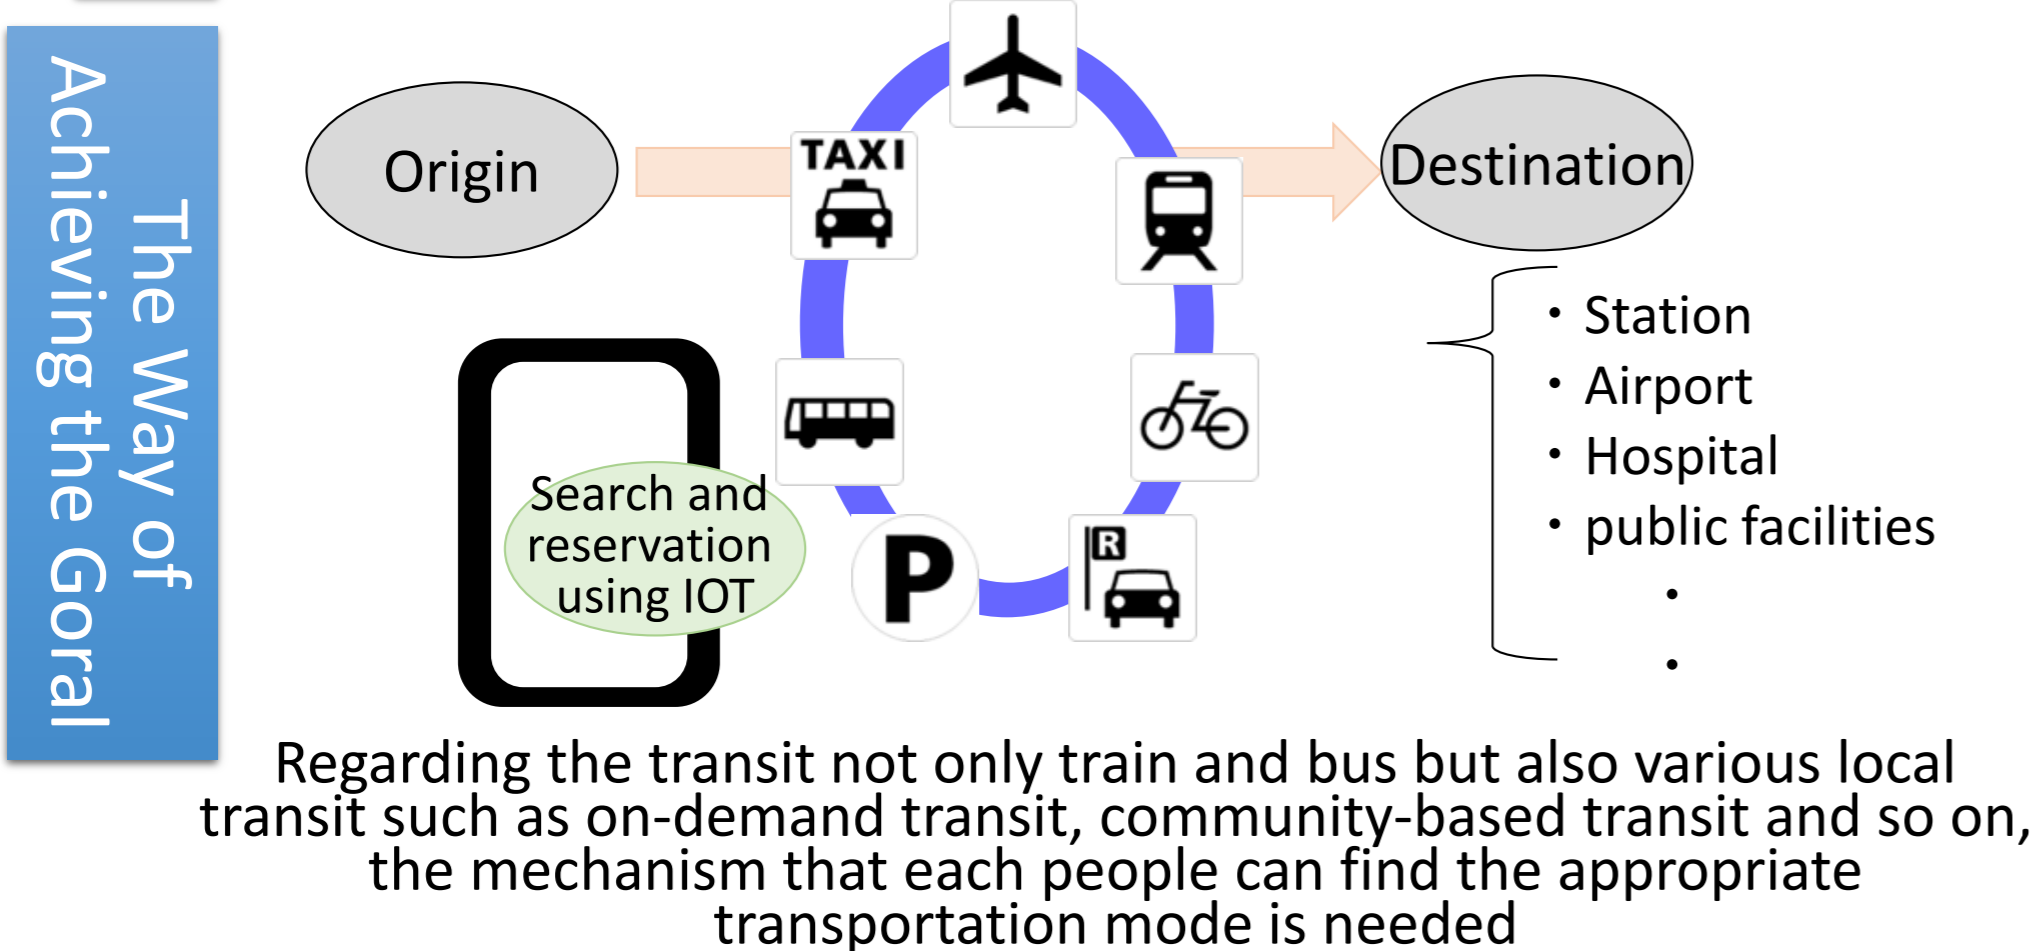 The Way of
Achieving the Goral
Origin
TAXI
Destination
・Station
・Airport
・Hospital
・public facilities
・
・
Search and
reservation
using IOT
P
R
Regarding the transit not only train and bus but also various local
transit such as on-demand transit, community-based transit and so on,
the mechanism that each people can find the appropriate
transportation mode is needed